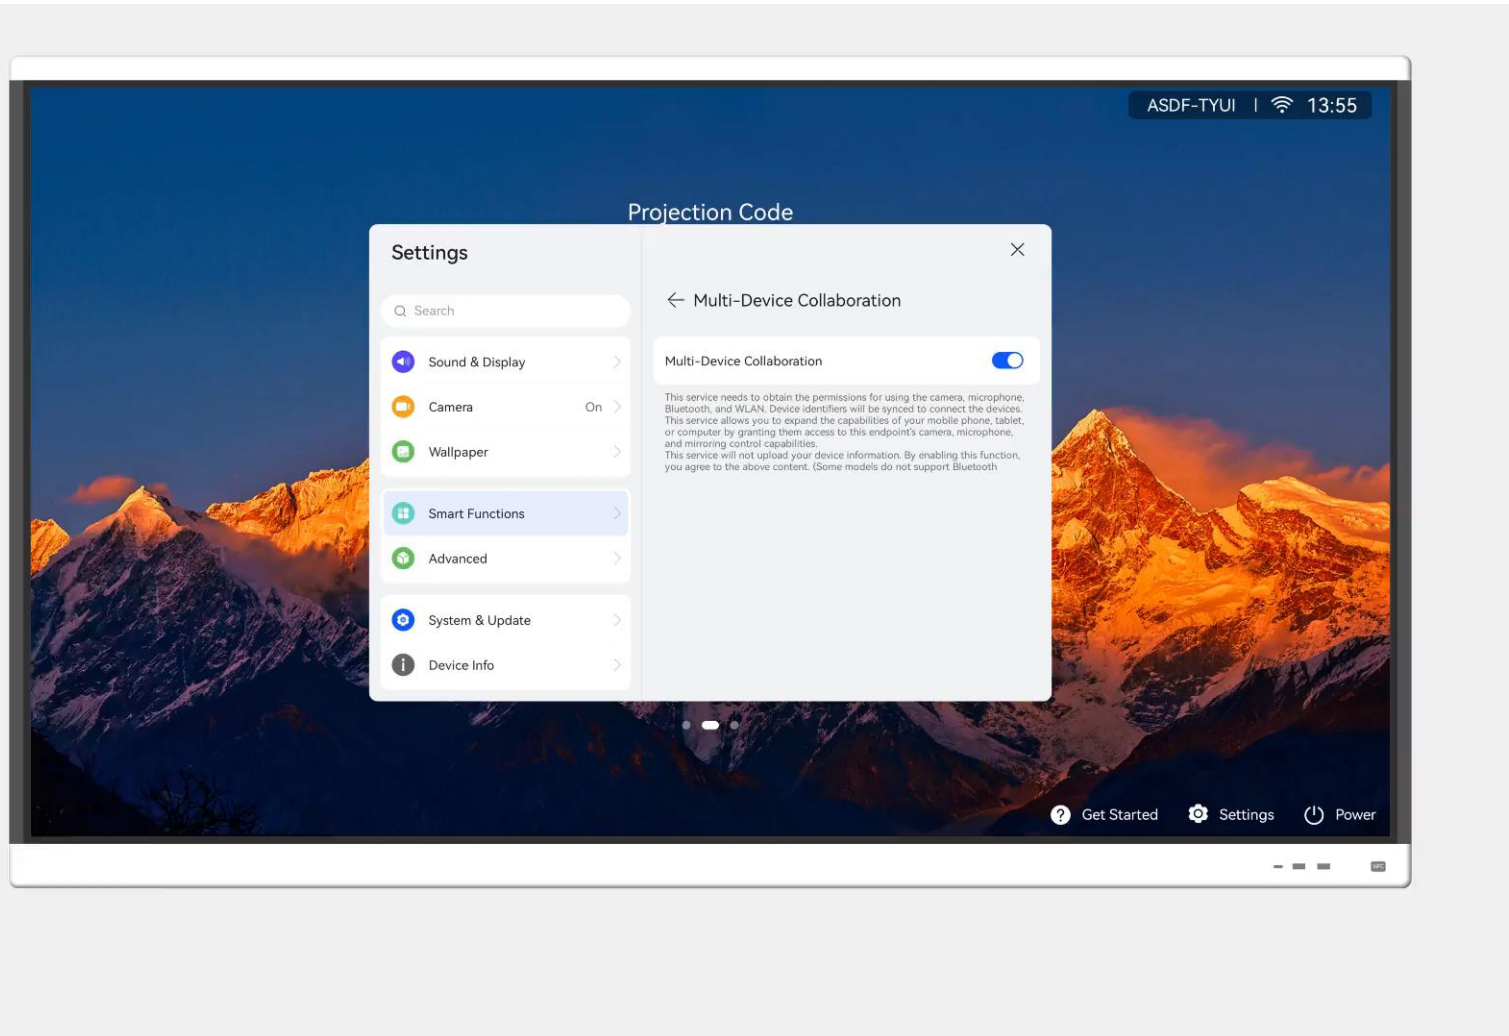 ASDF-TYUI | 13:55
Projection Code
Settings
Search
Sound & Display
Camera On
Wallpaper
Smart Functions
Advanced
System & Update
Device Info
Multi-Device Collaboration
Multi-Device Collaboration
This service needs to obtain the permissions for using the camera, microphone,
Bluetooth, and WLAN. Device identifiers will be synced to connect the devices.
This service allows you to expand the capabilities of your mobile phone, tablet,
or computer by granting them access to this endpoint's camera, microphone,
and mirroring control capabilities.
This service will not upload your device information. By enabling this function,
you agree to the above content. (Some models do not support Bluetooth
Get Started Settings Power